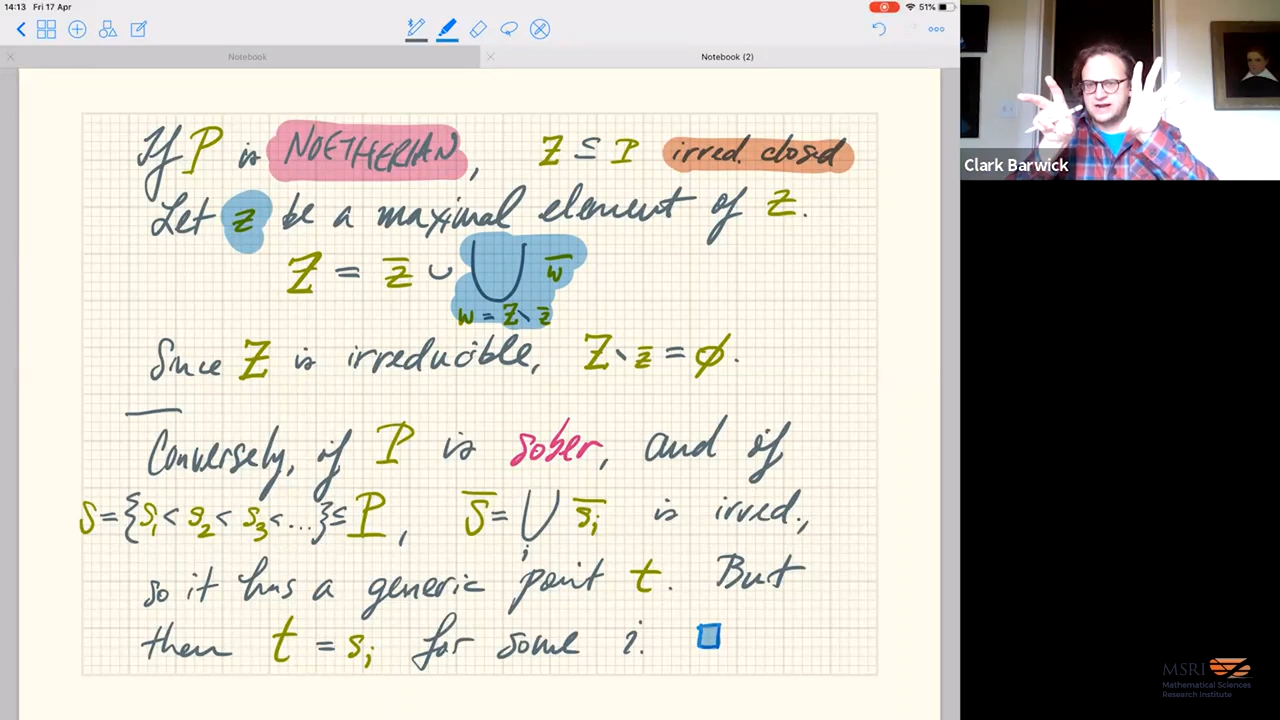 14:13 Fri 17 Apr
51%
Notebook
Notebook (2)
If P is NOETHERIAN, Z ⊆ P irred. closed
Let z be a maximal element of Z.
Z = z̄ ∪ ⋃ w̄
w = Z∖z̄
Since Z is irreducible, Z∖z̄ = ∅.
Conversely, if P is sober, and if
S = {s₁ < s₂ < s₃ < ...} ⊆ P, S̄ = ⋃ s̄ᵢ is irred.,
i
so it has a generic point t. But
then t = sᵢ for some i. □
Clark Barwick
MSRI
Mathematical Sciences
Research Institute